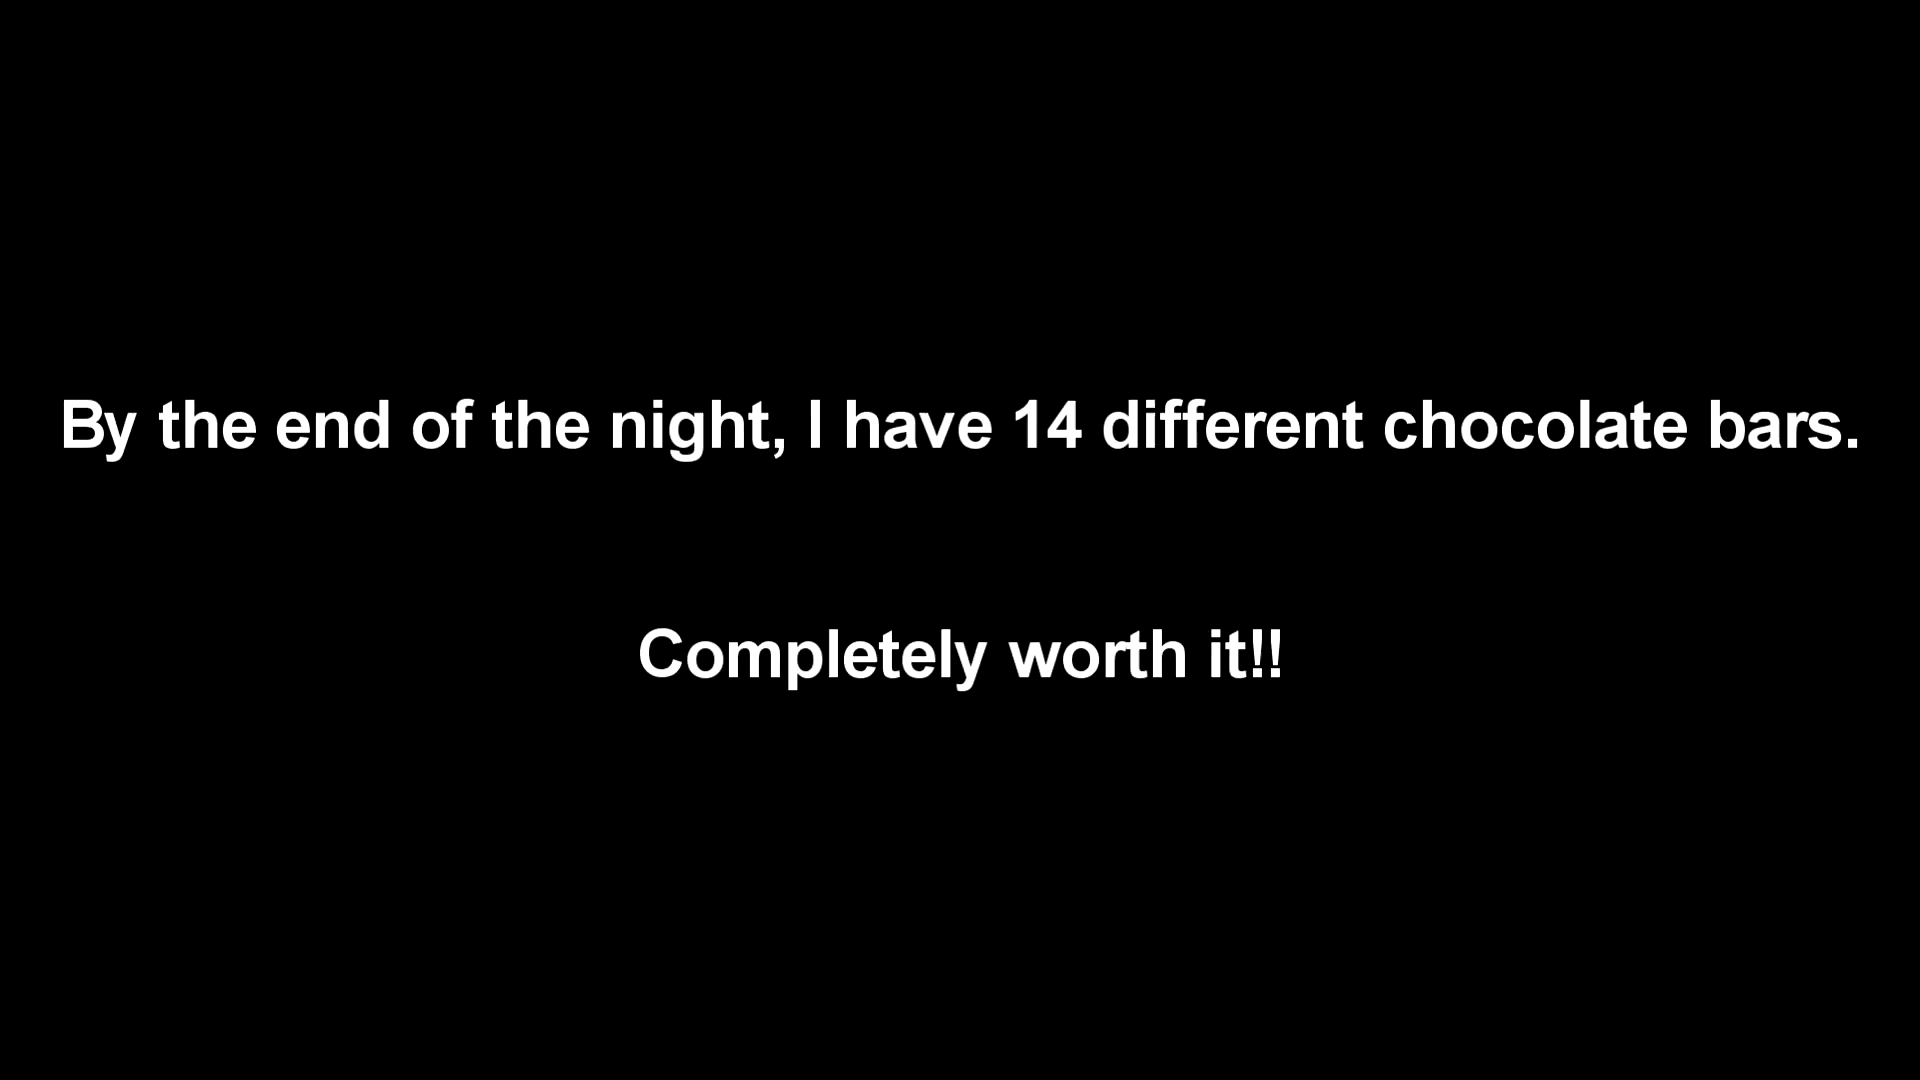 By the end of the night, I have 14 different chocolate bars.
Completely worth it!!